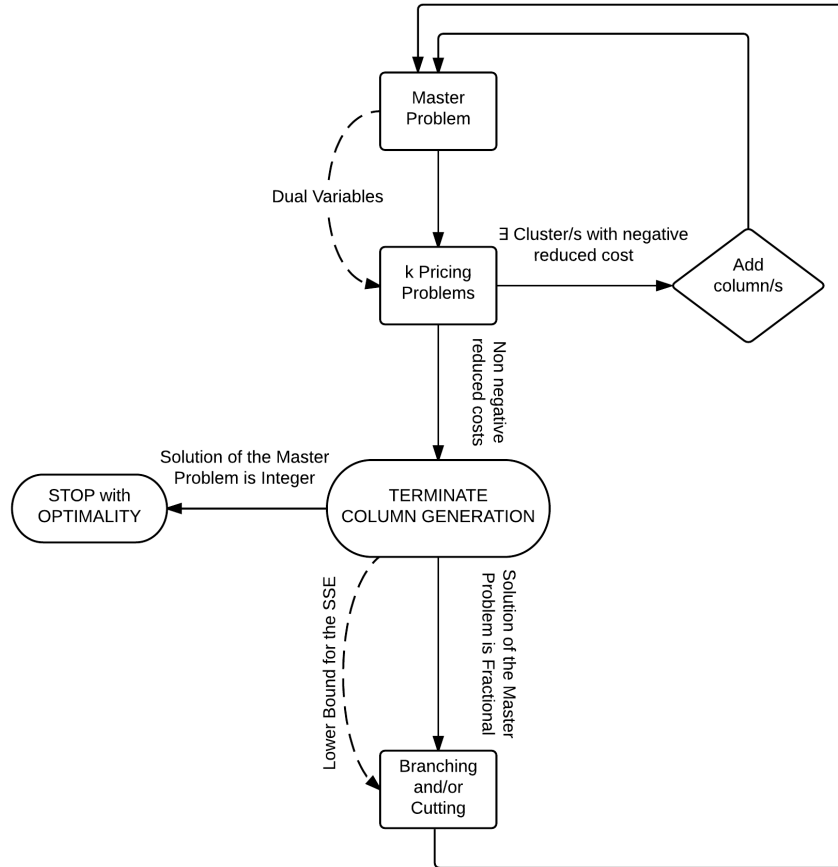 Master
Problem
Dual Variables
∃ Cluster/s with negative
reduced cost
k Pricing
Problems
Add
column/s
Non negative
reduced costs
Solution of the Master
Problem is Integer
STOP with
OPTIMALITY
TERMINATE
COLUMN GENERATION
Lower Bound for the SSE
Solution of the Master
Problem is Fractional
Branching
and/or
Cutting